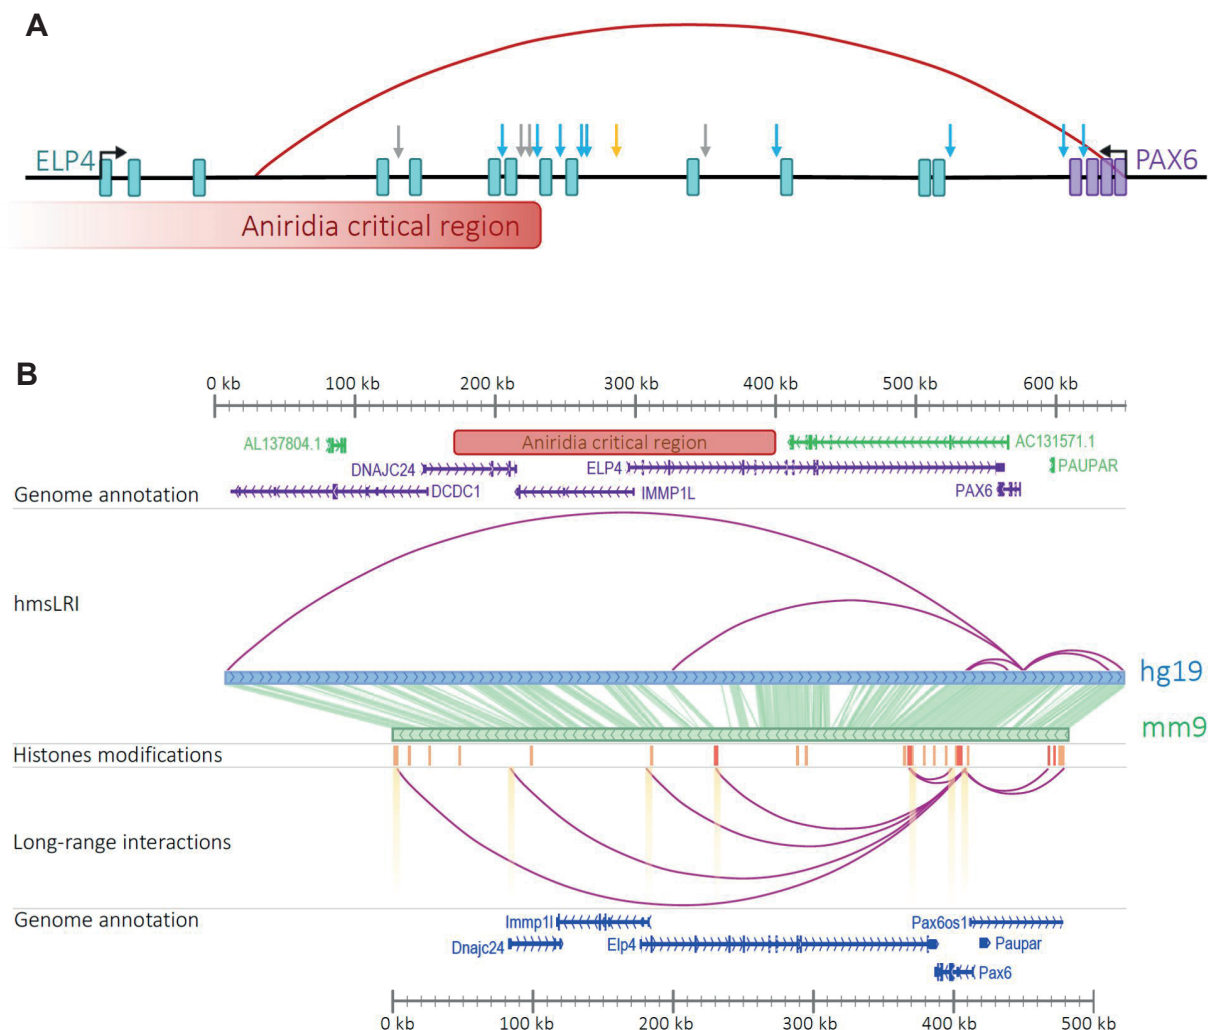 A
ELP4
PAX6
Aniridia critical region
B
0 kb 100 kb 200 kb 300 kb 400 kb 500 kb 600 kb
AL137804.1 Aniridia critical region AC131571.1
DNAJC24 ELP4 PAUPAR
Genome annotation DCDC1 IMMP1L PAX6
hmsLRI
hg19
mm9
Histones modifications
Long-range interactions
Genome annotation Immp1l Pax6os1
Dnajc24 Elp4 Paupar
Pax6
0 kb 100 kb 200 kb 300 kb 400 kb 500 kb